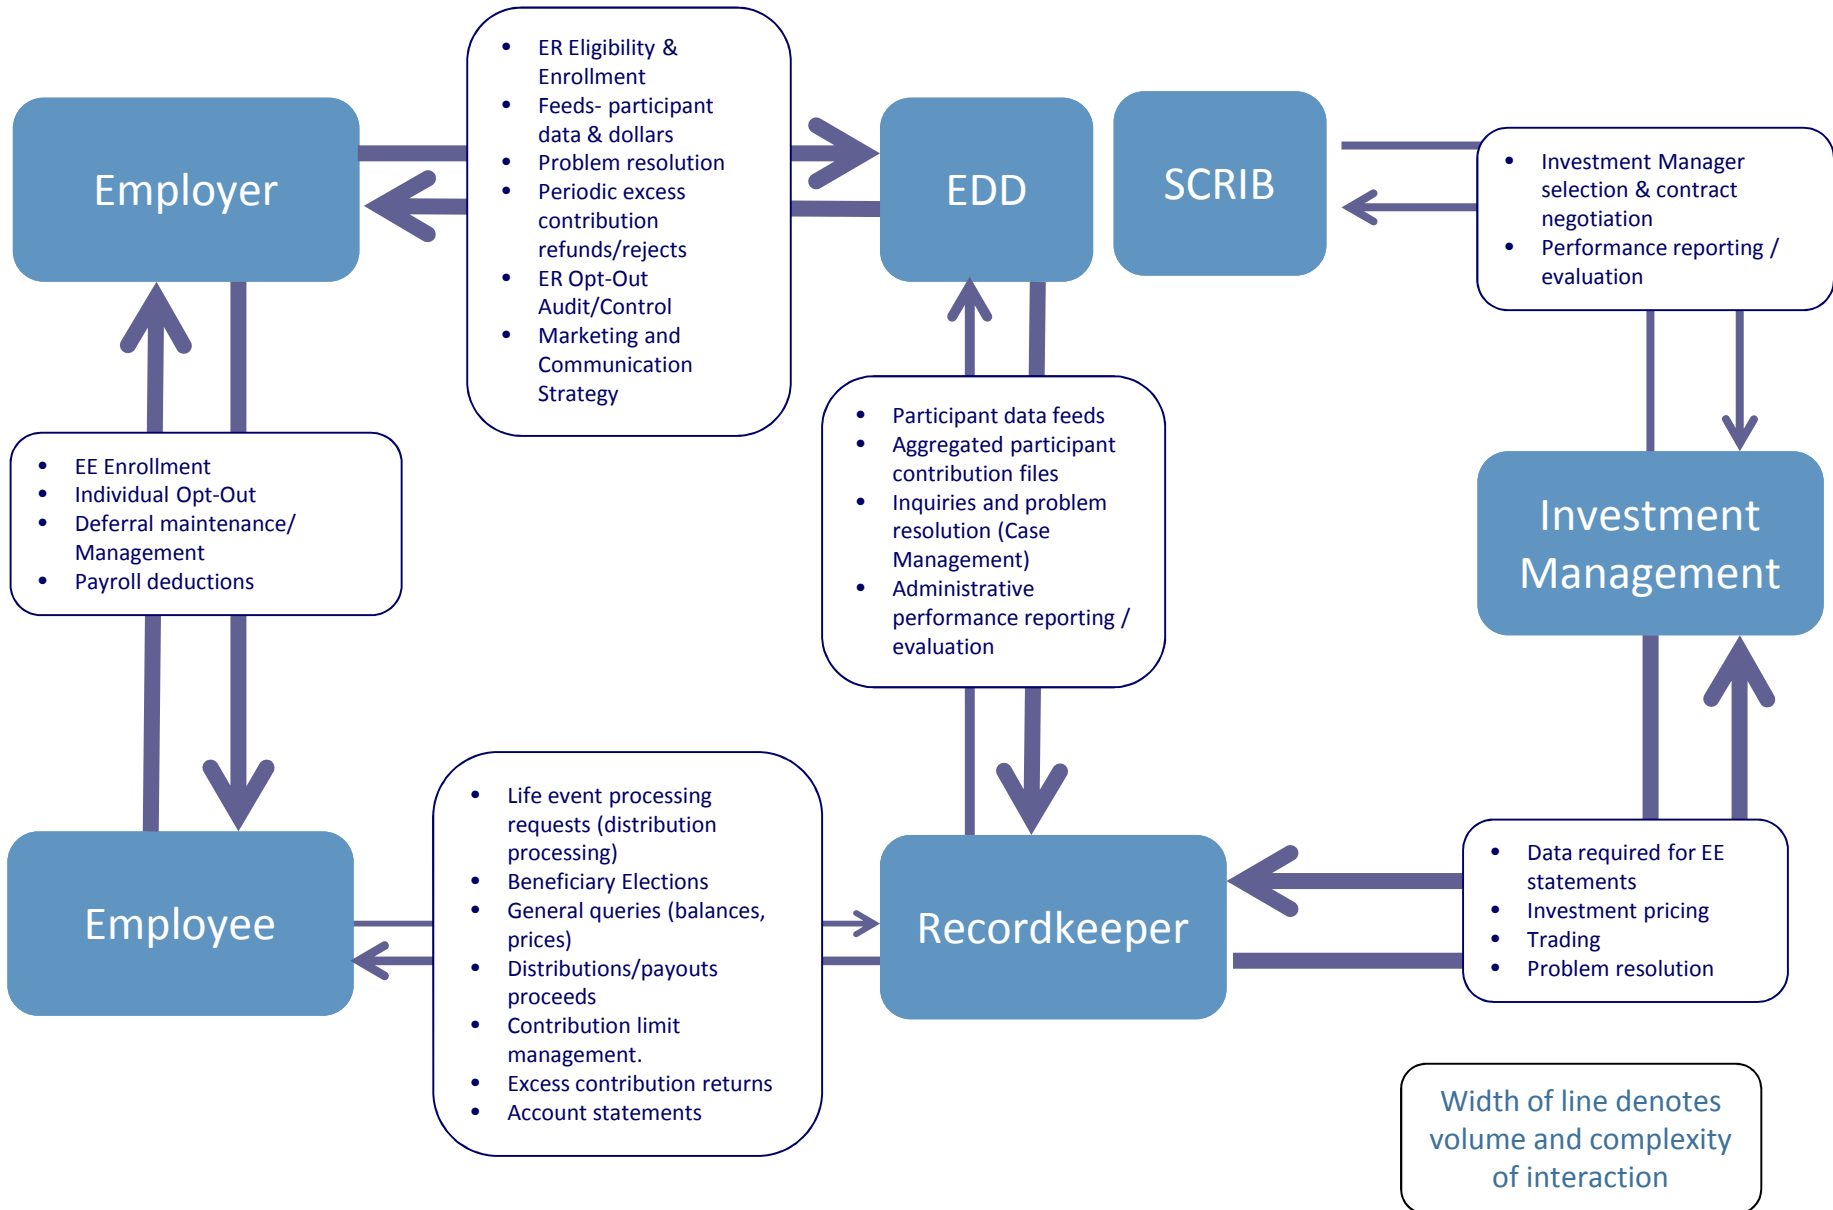 Employer
• ER Eligibility &
Enrollment
• Feeds- participant
data & dollars
• Problem resolution
• Periodic excess
contribution
refunds/rejects
• ER Opt-Out
Audit/Control
• Marketing and
Communication
Strategy
EDD
SCRIB
• Investment Manager
selection & contract
negotiation
• Performance reporting /
evaluation
• EE Enrollment
• Individual Opt-Out
• Deferral maintenance/
Management
• Payroll deductions
• Participant data feeds
• Aggregated participant
contribution files
• Inquiries and problem
resolution (Case
Management)
• Administrative
performance reporting /
evaluation
Investment
Management
Employee
• Life event processing
requests (distribution
processing)
• Beneficiary Elections
• General queries (balances,
prices)
• Distributions/payouts
proceeds
• Contribution limit
management.
• Excess contribution returns
• Account statements
Recordkeeper
• Data required for EE
statements
• Investment pricing
• Trading
• Problem resolution
Width of line denotes
volume and complexity
of interaction